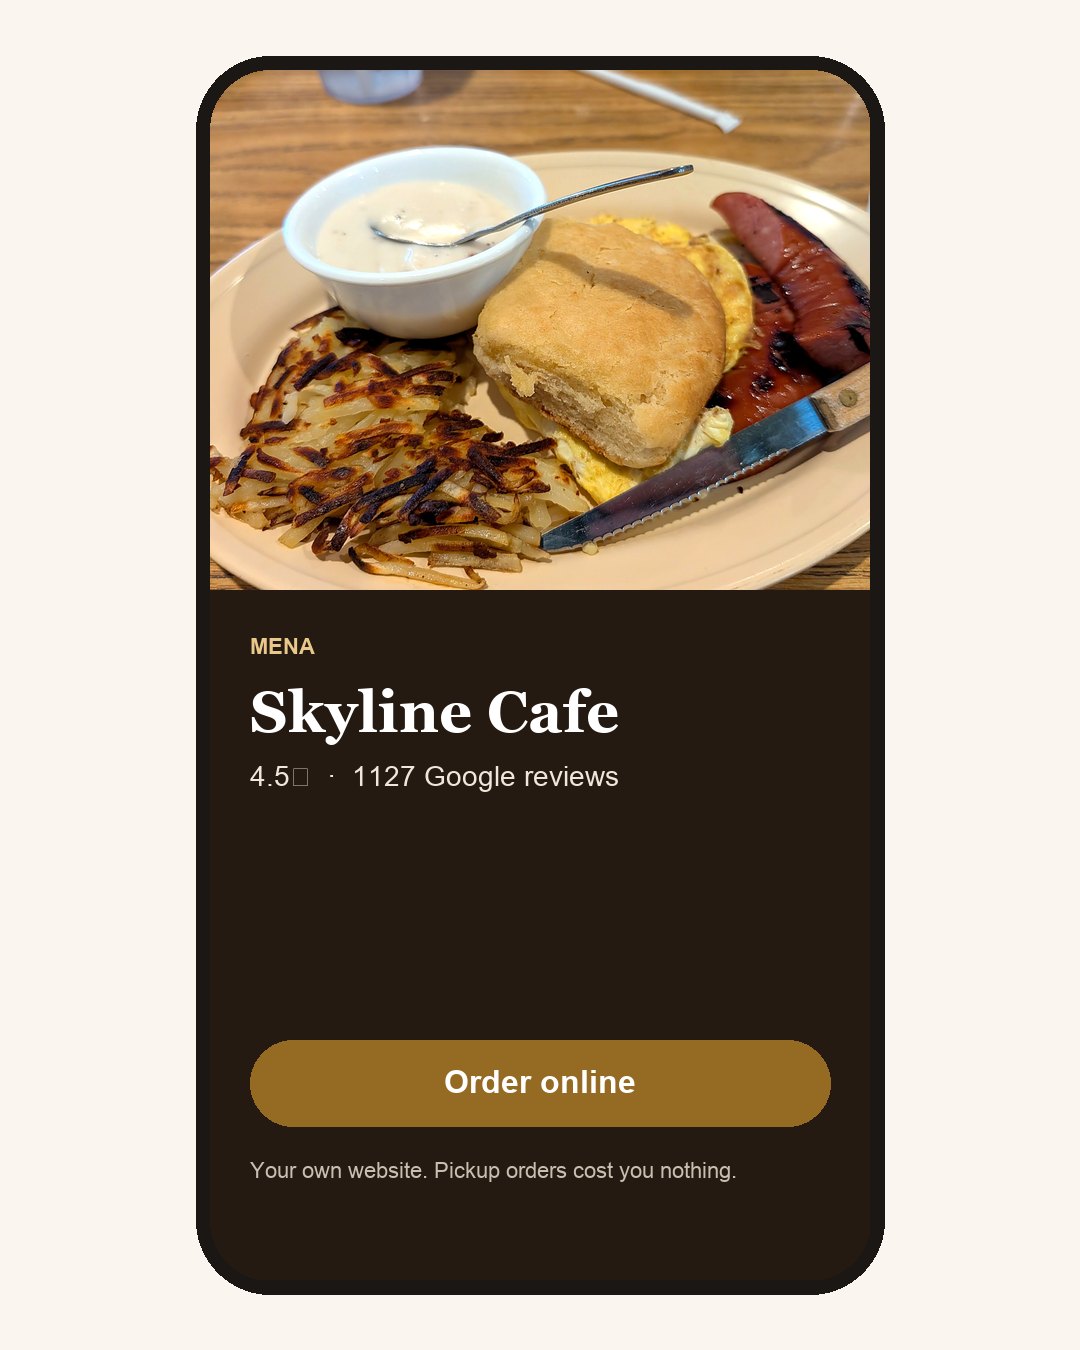 MENA
Skyline Cafe
4.5□ · 1127 Google reviews
Order online
Your own website. Pickup orders cost you nothing.